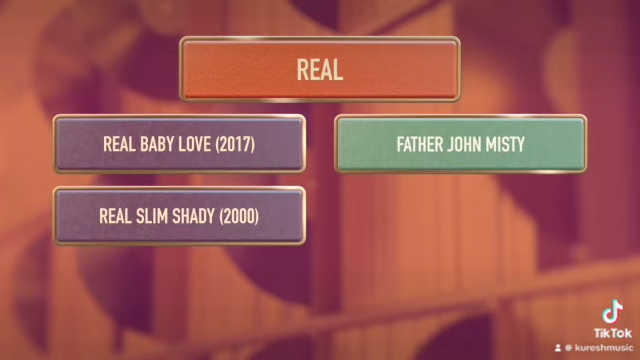 REAL
REAL BABY LOVE (2017)
FATHER JOHN MISTY
REAL SLIM SHADY (2000)
TikTok
@ kureshmusic